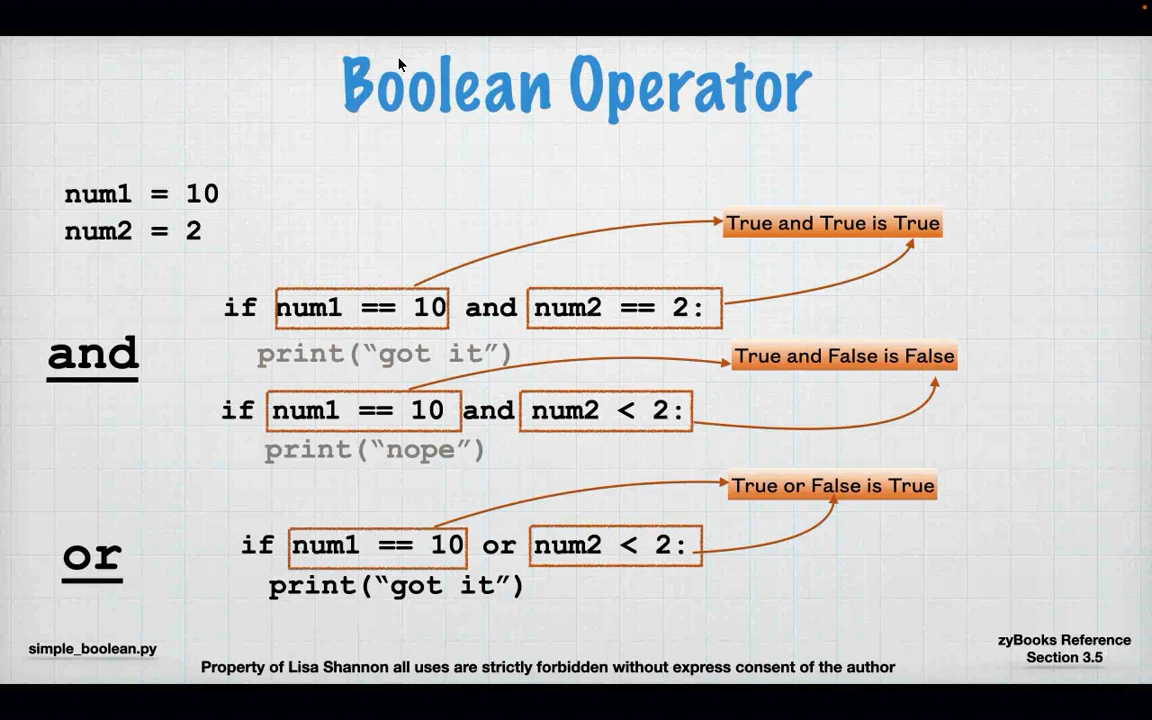 Boolean Operator
num1 = 10
num2 = 2
True and True is True
if num1 == 10 and num2 == 2:
and
print(“got it”)
True and False is False
if num1 == 10 and num2 < 2:
print(“nope”)
True or False is True
or
if num1 == 10 or num2 < 2:
print(“got it”)
simple_boolean.py
zyBooks Reference
Section 3.5
Property of Lisa Shannon all uses are strictly forbidden without express consent of the author